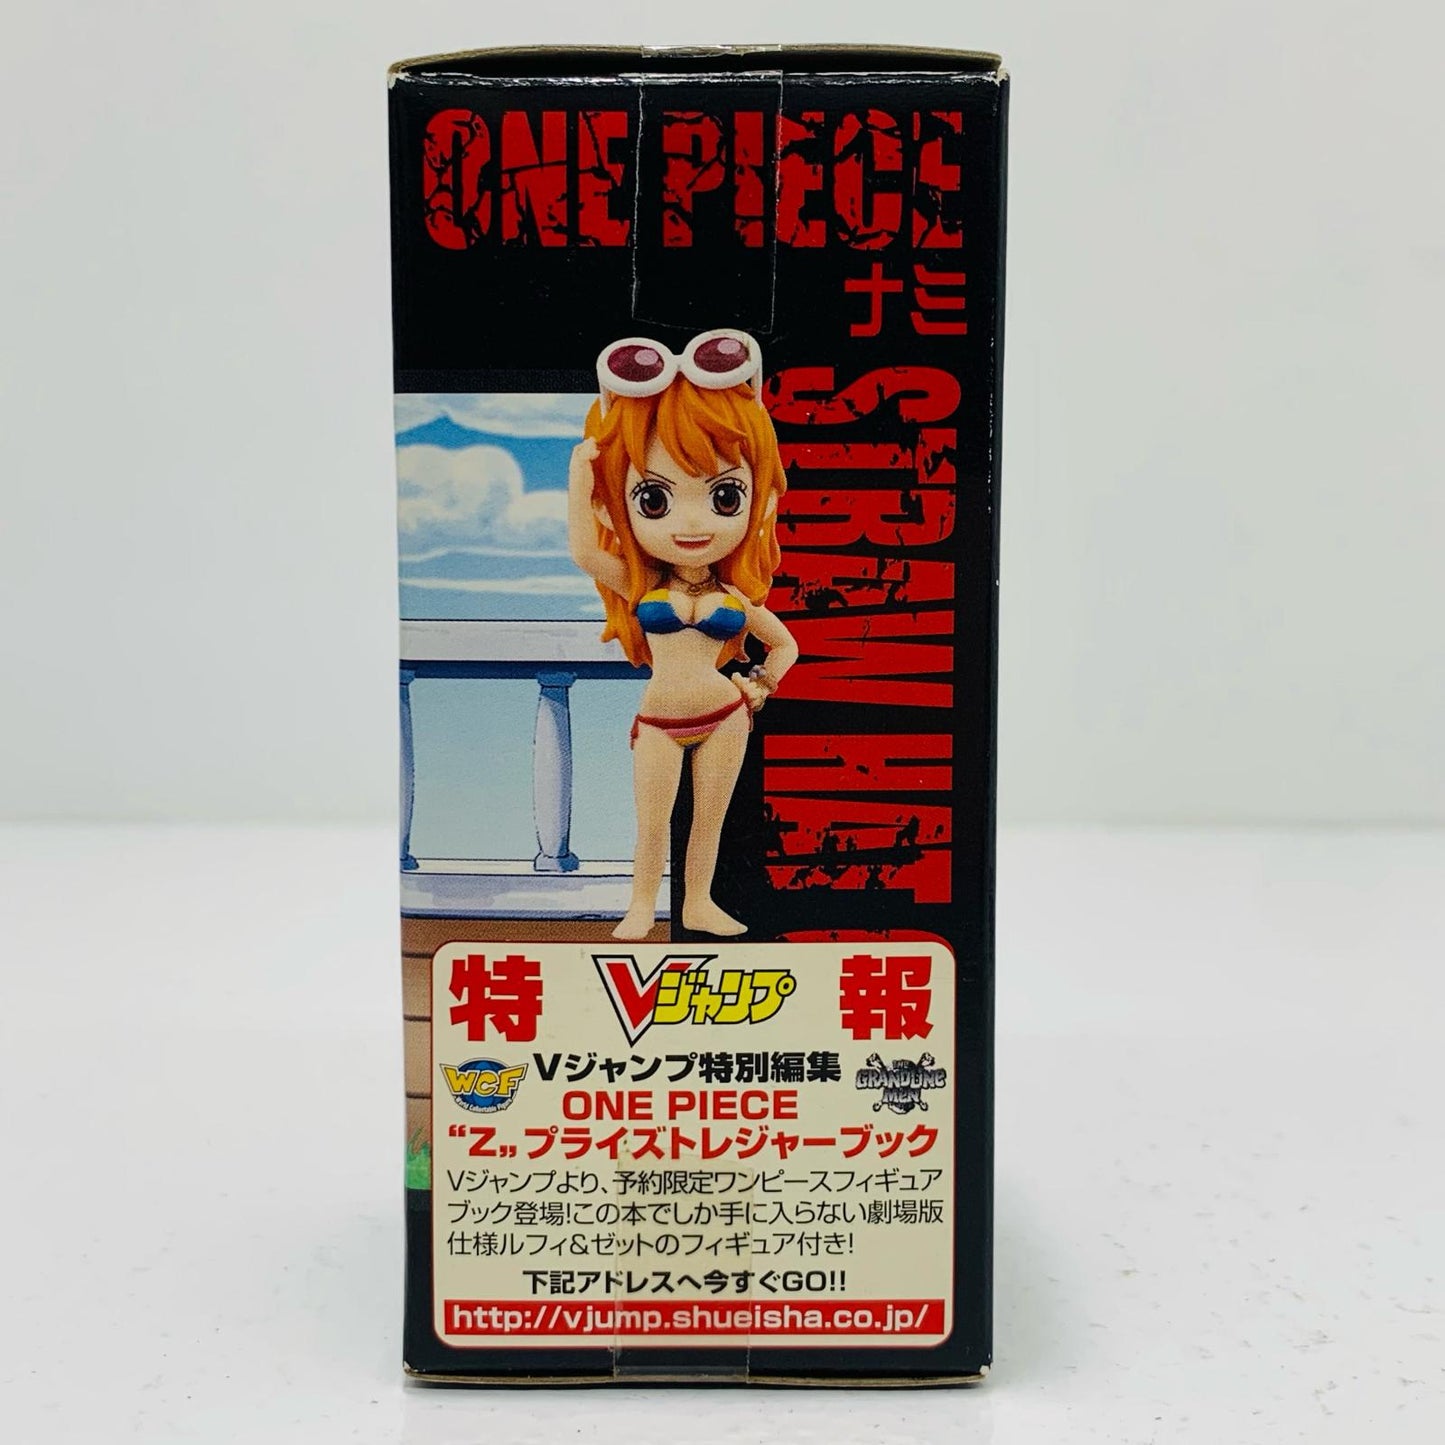 ONE PIECE
ナミ
STRAW HAT
特 Vジャンプ 報
WCF
Vジャンプ特別編集
THE GRANDLINE MEN
ONE PIECE
“Z„プライズトレジャーブック
Vジャンプより、予約限定ワンピースフィギュア
ブック登場!この本でしか手に入らない劇場版
仕様ルフィ&ゼットのフィギュア付き!
下記アドレスへ今すぐGO!!
http://vjump.shueisha.co.jp/